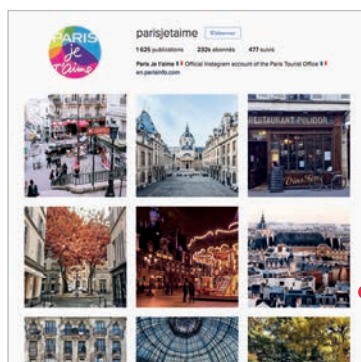 PARIS
je
T'aime
parisjetaime
1 625 publications 232k abonnés 477 suivis
Paris Je t'aime 🇫🇷 Official Instagram account of the Paris Tourist Office 🇫🇷
en.parisinfo.com
RESTAURANT POLIDOR